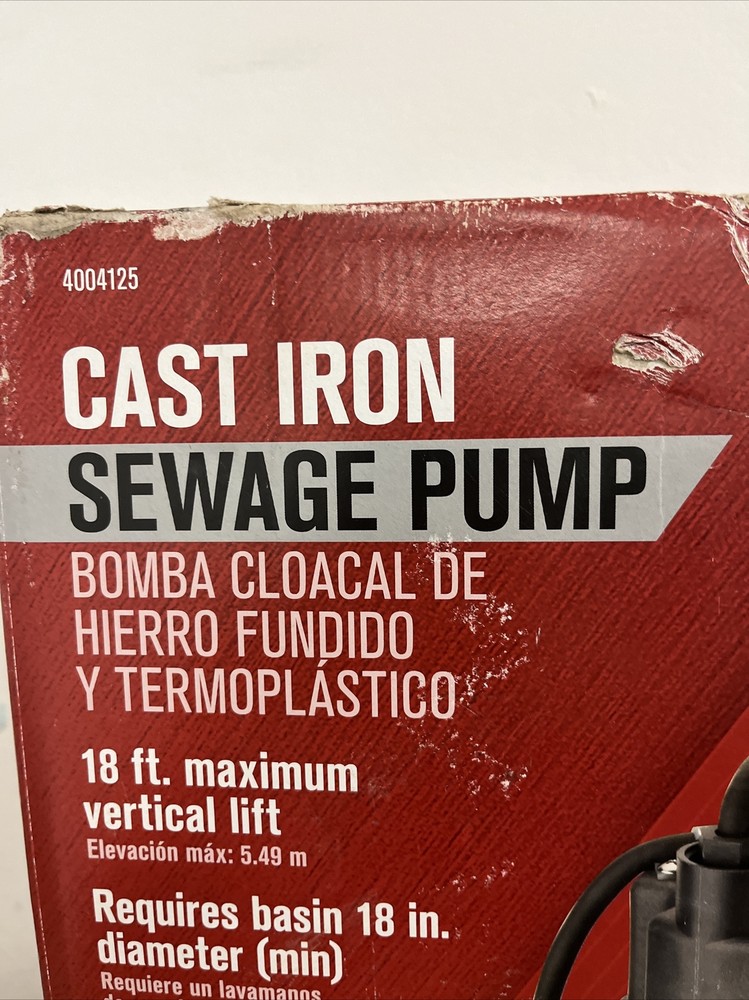 4004125
CAST IRON
SEWAGE PUMP
BOMBA CLOACAL DE
HIERRO FUNDIDO
Y TERMOPLÁSTICO
18 ft. maximum
vertical lift
Elevación máx: 5.49 m
Requires basin 18 in.
diameter (min)
Requiere un lavamanos